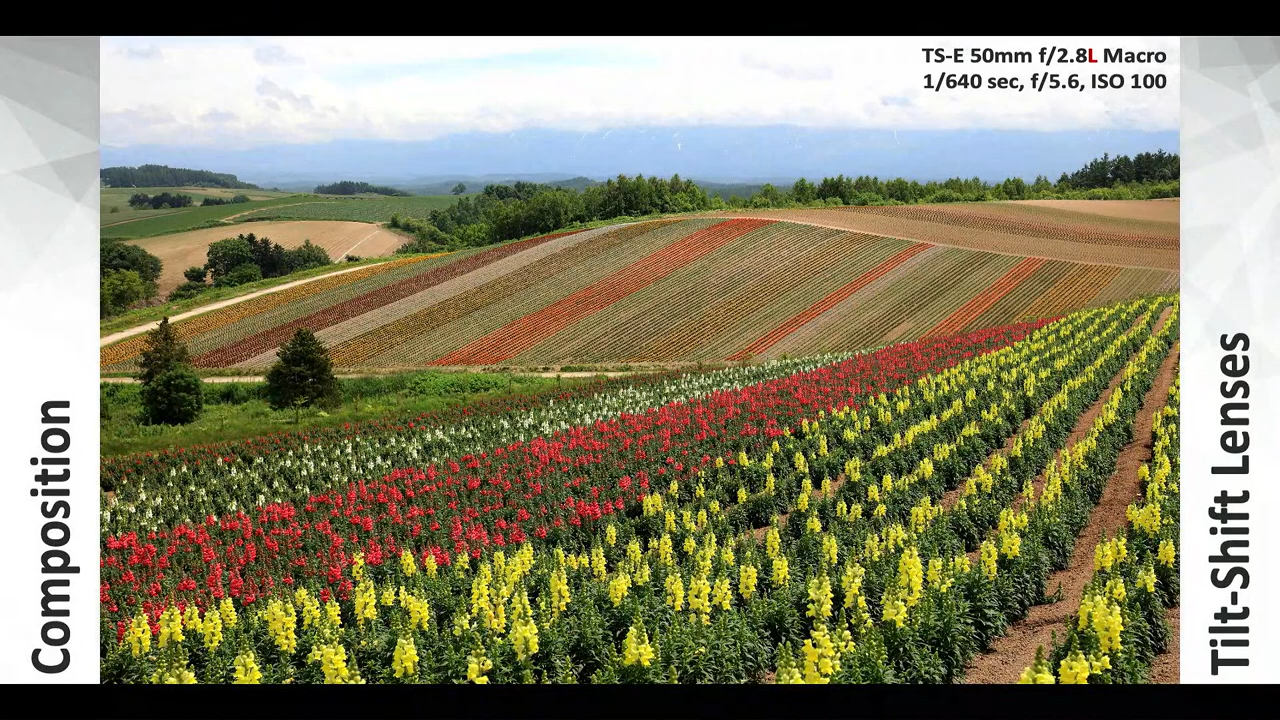 TS-E 50mm f/2.8L Macro
1/640 sec, f/5.6, ISO 100
Composition
Tilt-Shift Lenses